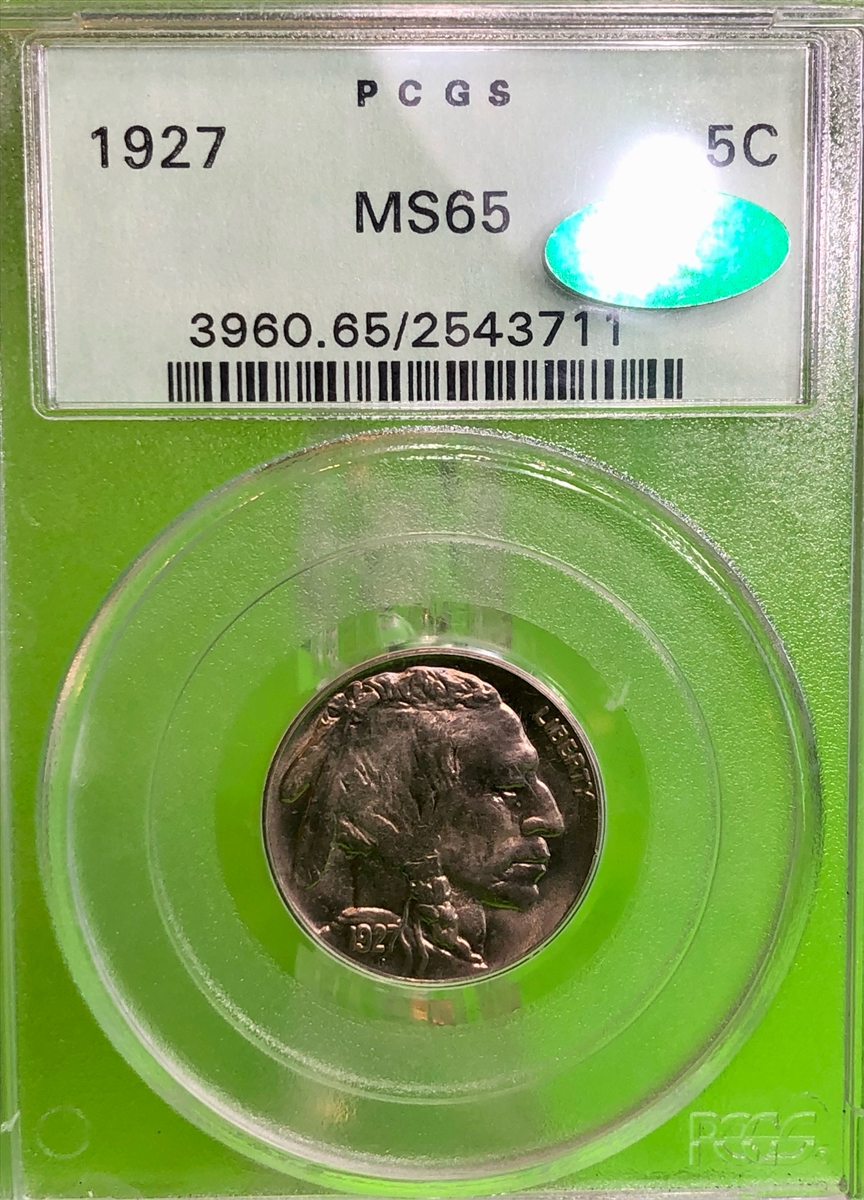 PCGS
1927 5C
MS65
3960.65/2543711
LIBERTY
1927
F
PCGS